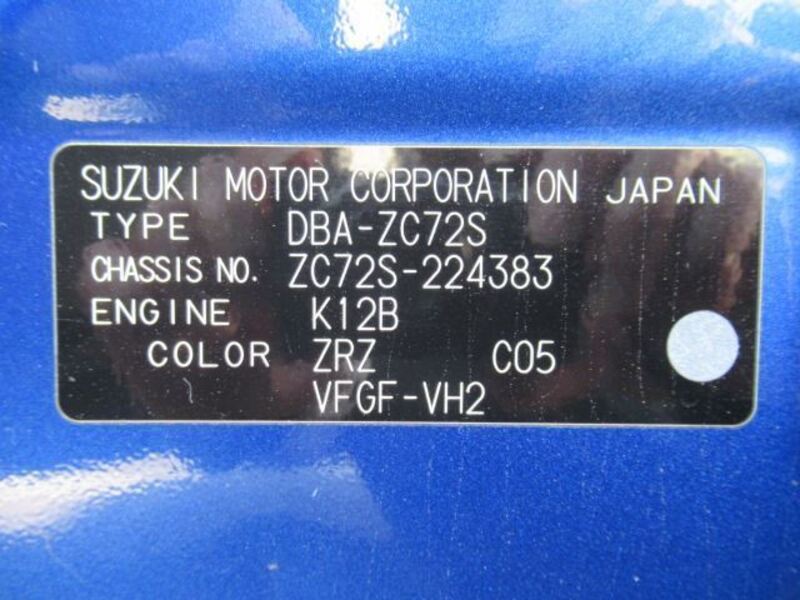 SUZUKI MOTOR CORPORATION JAPAN
TYPE DBA-ZC72S
CHASSIS NO. ZC72S-224383
ENGINE K12B
COLOR ZRZ C05
VFGF-VH2